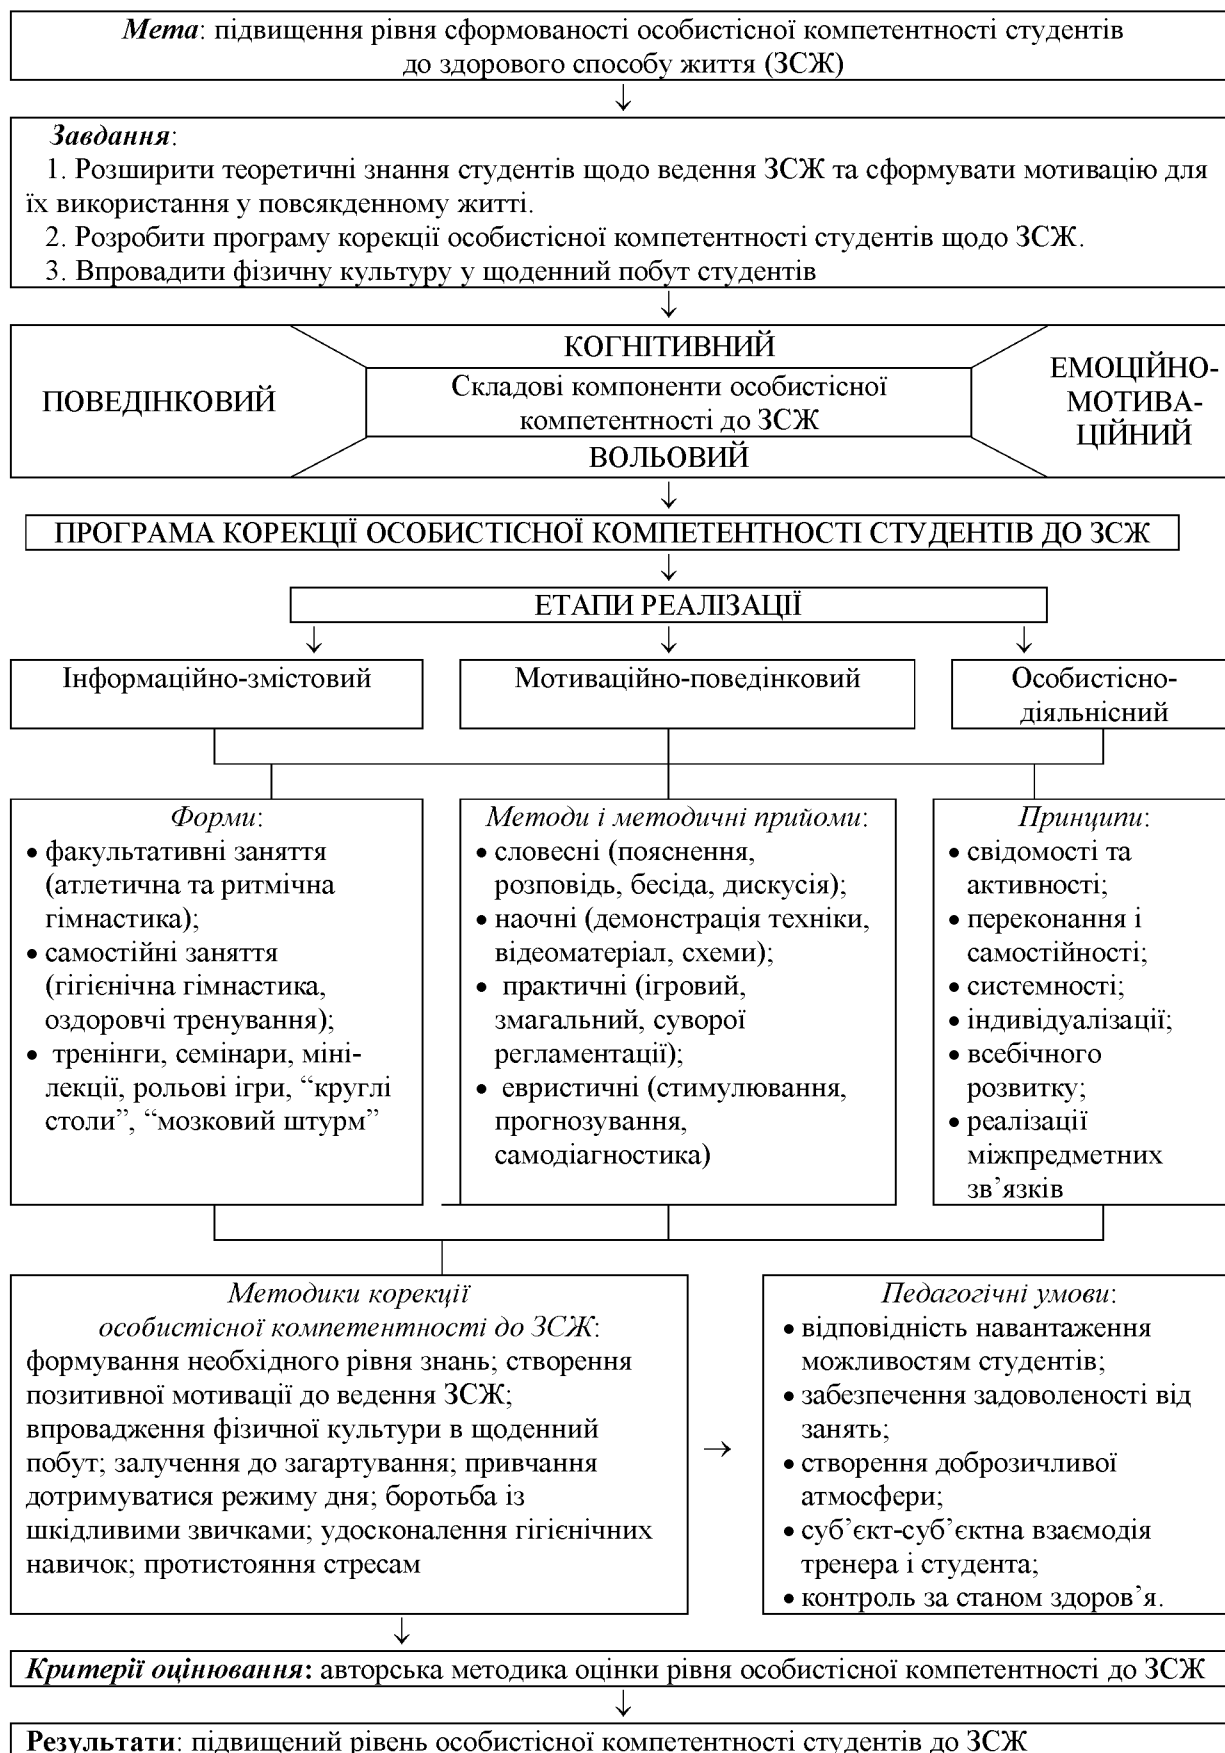 Мета: підвищення рівня сформованості особистісної компетентності студентів
до здорового способу життя (ЗСЖ)
Завдання:
1. Розширити теоретичні знання студентів щодо ведення ЗСЖ та сформувати мотивацію для
їх використання у повсякденному житті.
2. Розробити програму корекції особистісної компетентності студентів щодо ЗСЖ.
3. Впровадити фізичну культуру у щоденний побут студентів
КОГНІТИВНИЙ
ПОВЕДІНКОВИЙ
Складові компоненти особистісної
компетентності до ЗСЖ
ЕМОЦІЙНО-
МОТИВА-
ЦІЙНИЙ
ВОЛЬОВИЙ
ПРОГРАМА КОРЕКЦІЇ ОСОБИСТІСНОЇ КОМПЕТЕНТНОСТІ СТУДЕНТІВ ДО ЗСЖ
ЕТАПИ РЕАЛІЗАЦІЇ
Інформаційно-змістовий
Мотиваційно-поведінковий
Особистісно-
діяльнісний
Форми:
• факультативні заняття
(атлетична та ритмічна
гімнастика);
• самостійні заняття
(гігієнічна гімнастика,
оздоровчі тренування);
• тренінги, семінари, міні-
лекції, рольові ігри, “круглі
столи”, “мозковий штурм”
Методи і методичні прийоми:
• словесні (пояснення,
розповідь, бесіда, дискусія);
• наочні (демонстрація техніки,
відеоматеріал, схеми);
• практичні (ігровий,
змагальний, суворої
регламентації);
• евристичні (стимулювання,
прогнозування,
самодіагностика)
Принципи:
• свідомості та
активності;
• переконання і
самостійності;
• системності;
• індивідуалізації;
• всебічного
розвитку;
• реалізації
міжпредметних
зв’язків
Методики корекції
особистісної компетентності до ЗСЖ:
формування необхідного рівня знань; створення
позитивної мотивації до ведення ЗСЖ;
впровадження фізичної культури в щоденний
побут; залучення до загартування; привчання
дотримуватися режиму дня; боротьба із
шкідливими звичками; удосконалення гігієнічних
навичок; протистояння стресам
Педагогічні умови:
• відповідність навантаження
можливостям студентів;
• забезпечення задоволеності від
занять;
• створення доброзичливої
атмосфери;
• суб’єкт-суб’єктна взаємодія
тренера і студента;
• контроль за станом здоров’я.
Критерії оцінювання: авторська методика оцінки рівня особистісної компетентності до ЗСЖ
Результати: підвищений рівень особистісної компетентності студентів до ЗСЖ